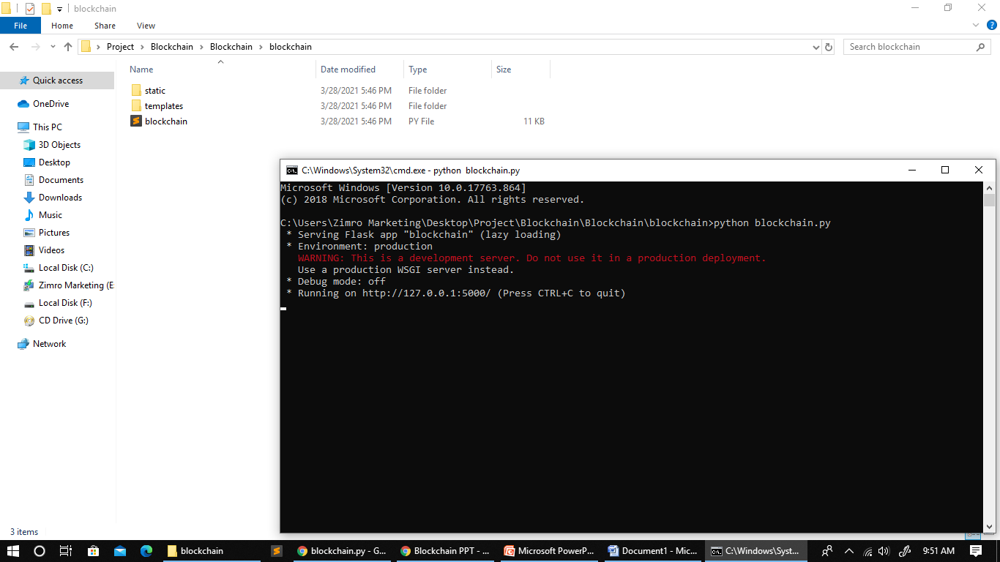 blockchain
File Home Share View
Project Blockchain Blockchain blockchain
Search blockchain
Name Date modified Type Size
Quick access
OneDrive
This PC
3D Objects
Desktop
Documents
Downloads
Music
Pictures
Videos
Local Disk (C:)
Zimro Marketing (E:
Local Disk (F:)
CD Drive (G:)
Network
static 3/28/2021 5:46 PM File folder
templates 3/28/2021 5:46 PM File folder
blockchain 3/28/2021 5:46 PM PY File 11 KB
C:\Windows\System32\cmd.exe - python  blockchain.py
Microsoft Windows [Version 10.0.17763.864]
(c) 2018 Microsoft Corporation. All rights reserved.
C:\Users\Zimro Marketing\Desktop\Project\Blockchain\Blockchain\blockchain>python blockchain.py
* Serving Flask app "blockchain" (lazy loading)
* Environment: production
WARNING: This is a development server. Do not use it in a production deployment.
Use a production WSGI server instead.
* Debug mode: off
* Running on http://127.0.0.1:5000/ (Press CTRL+C to quit)
3 items
blockchain blockchain.py - G... Blockchain PPT - ... Microsoft PowerP... Document1 - Mic... C:\Windows\Syst... 9:51 AM